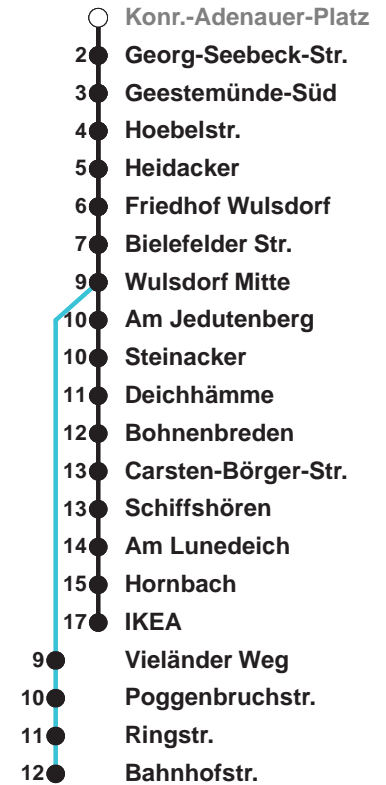 Konr.-Adenauer-Platz
2 Georg-Seebeck-Str.
3 Geestemünde-Süd
4 Hoebelstr.
5 Heidacker
6 Friedhof Wulsdorf
7 Bielefelder Str.
9 Wulsdorf Mitte
10 Am Jedutenberg
10 Steinacker
11 Deichhämme
12 Bohnenbreden
13 Carsten-Börger-Str.
13 Schiffshören
14 Am Lunedeich
15 Hornbach
17 IKEA
9 Vieländer Weg
10 Poggenbruchstr.
11 Ringstr.
12 Bahnhofstr.